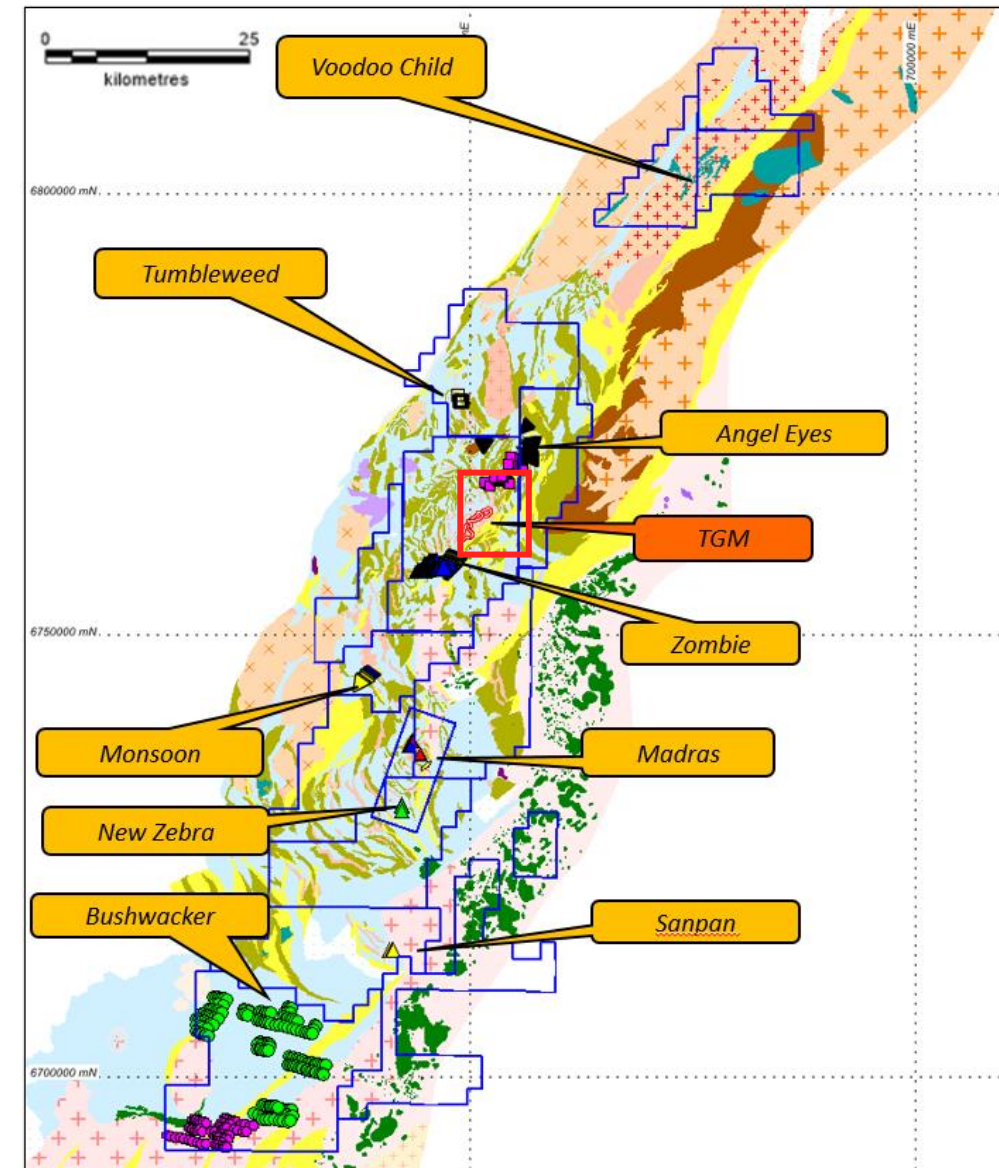 0 25
kilometres
mE
700000 mE
Voodoo Child
6800000 mN
Tumbleweed
Angel Eyes
TGM
6750000 mN
Zombie
Monsoon
Madras
New Zebra
Bushwacker
Sanpan
6700000 mN